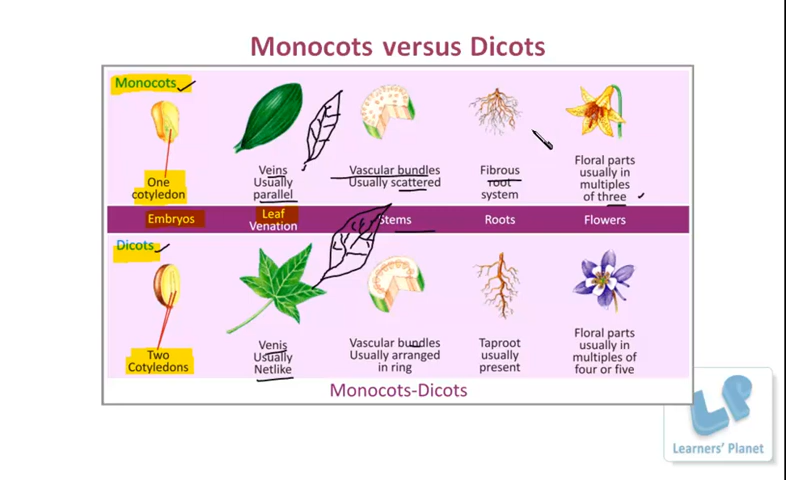 Monocots versus Dicots
Monocots
One
cotyledon
Veins
Usually
parallel
Vascular bundles
Usually scattered
Fibrous
root
system
Floral parts
usually in
multiples
of three
Embryos
Leaf
Venation
Stems
Roots
Flowers
Dicots
Two
Cotyledons
Venis
Usually
Netlike
Vascular bundles
Usually arranged
in ring
Taproot
usually
present
Floral parts
usually in
multiples of
four or five
Monocots-Dicots
LP
Learners' Planet